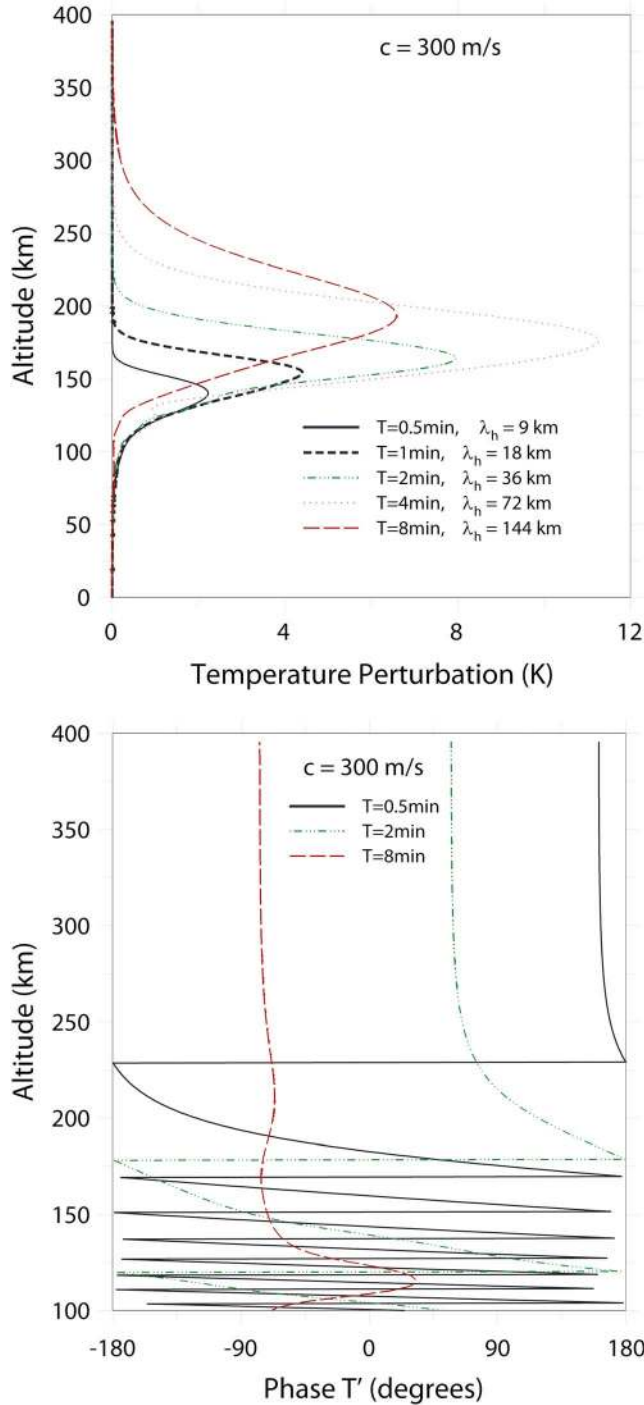 400
350
300
250
200
150
100
50
0
Altitude (km)
c = 300 m/s
T=0.5min, λh = 9 km
T=1min, λh = 18 km
T=2min, λh = 36 km
T=4min, λh = 72 km
T=8min, λh = 144 km
0 4 8 12
Temperature Perturbation (K)
400
350
300
250
200
150
100
Altitude (km)
c = 300 m/s
T=0.5min
T=2min
T=8min
-180 -90 0 90 180
Phase T' (degrees)